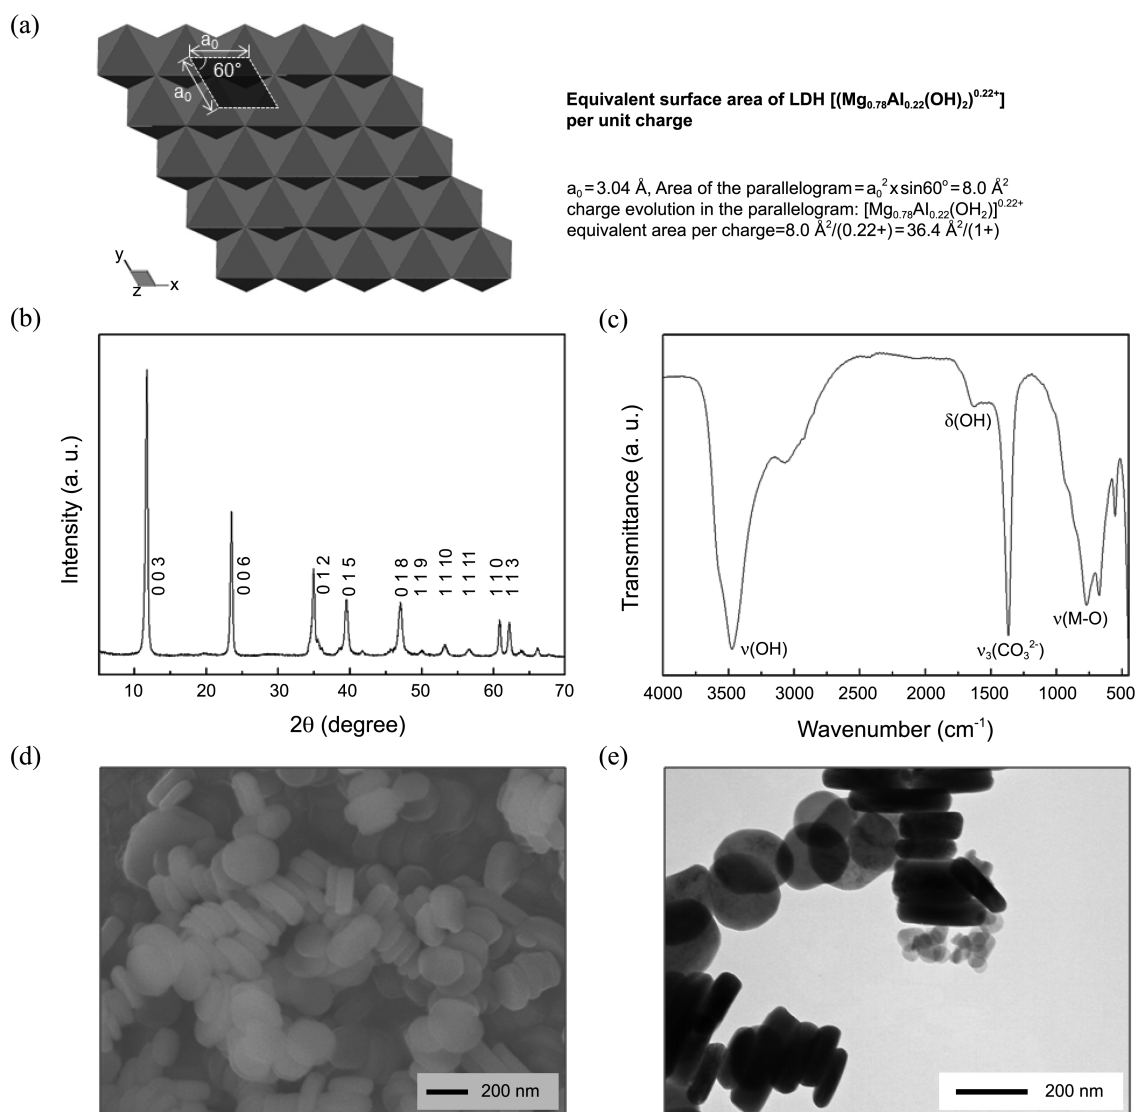 (a)
a₀
60°
a₀
y
z
x
Equivalent surface area of LDH [(Mg₀.₇₈Al₀.₂₂(OH)₂)⁰·²²⁺]
per unit charge
a₀ = 3.04 Å, Area of the parallelogram = a₀² x sin60° = 8.0 Å²
charge evolution in the parallelogram: [Mg₀.₇₈Al₀.₂₂(OH₂)]⁰·²²⁺
equivalent area per charge=8.0 Å²/(0.22+) = 36.4 Å²/(1+)
(b)
Intensity (a. u.)
0 0 3
0 0 6
0 1 2
0 1 5
0 1 8
1 1 9
1 1 10
1 1 11
1 1 0
1 1 3
10 20 30 40 50 60 70
2θ (degree)
(c)
Transmittance (a. u.)
ν(OH)
δ(OH)
ν₃(CO₃²⁻)
ν(M-O)
4000 3500 3000 2500 2000 1500 1000 500
Wavenumber (cm⁻¹)
(d)
200 nm
(e)
200 nm